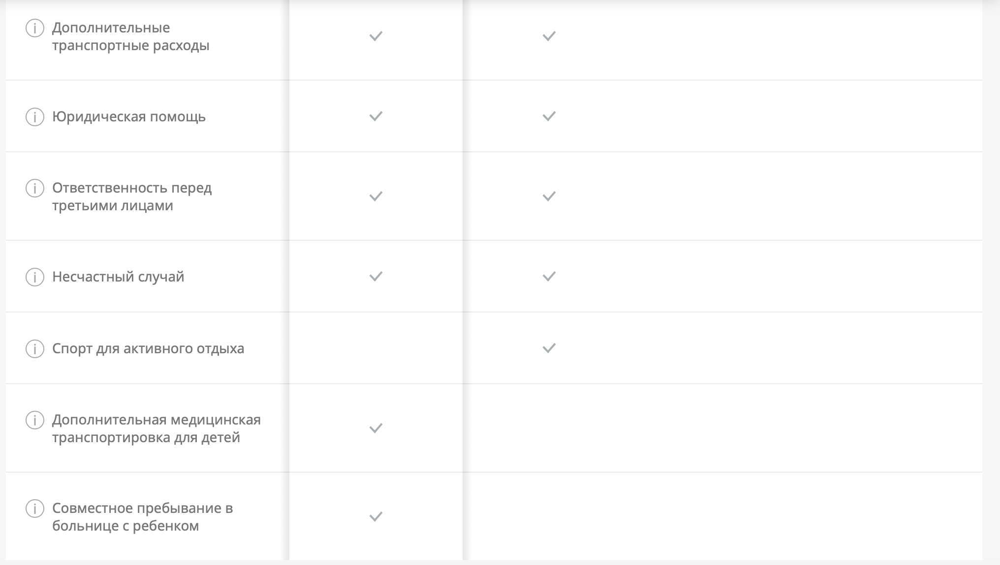 Дополнительные
транспортные расходы
Юридическая помощь
Ответственность перед
третьими лицами
Несчастный случай
Спорт для активного отдыха
Дополнительная медицинская
транспортировка для детей
Совместное пребывание в
больнице с ребенком